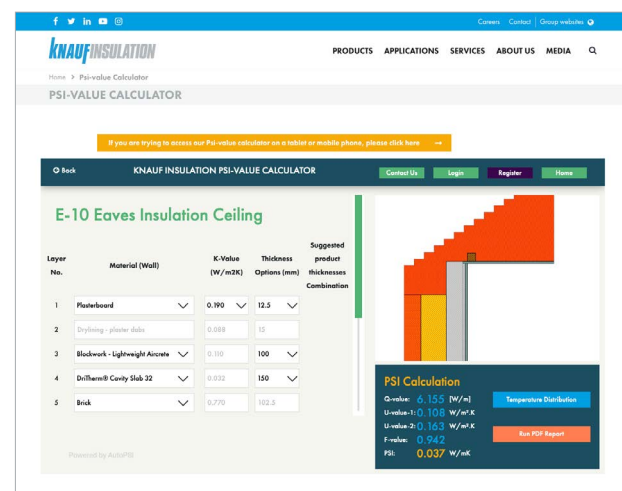 Careers Contact Group websites
KNAUFINSULATION
PRODUCTS APPLICATIONS SERVICES ABOUT US MEDIA
Home > Psi-value Calculator
PSI-VALUE CALCULATOR
If you are trying to access our Psi-value calculator on a tablet or mobile phone, please click here →
Back
KNAUF INSULATION PSI-VALUE CALCULATOR
Contact Us Login Register Home
E-10 Eaves Insulation Ceiling
Layer No. Material (Wall) K-Value (W/m2K) Thickness Options (mm) Suggested product thicknesses Combination
1 Plasterboard 0.190 12.5
2 Drylining - plaster dabs 0.088 15
3 Blockwork - Lightweight Aircrete 0.110 100
4 DriTherm® Cavity Slab 32 0.032 150
5 Brick 0.770 102.5
Powered by AutoPSI
PSI Calculation
Q-value: 6.155 [W/m]
U-value-1: 0.108 W/m².K
U-value-2: 0.163 W/m².K
F-value: 0.942
PSI: 0.037 W/mK
Temperature Distribution
Run PDF Report